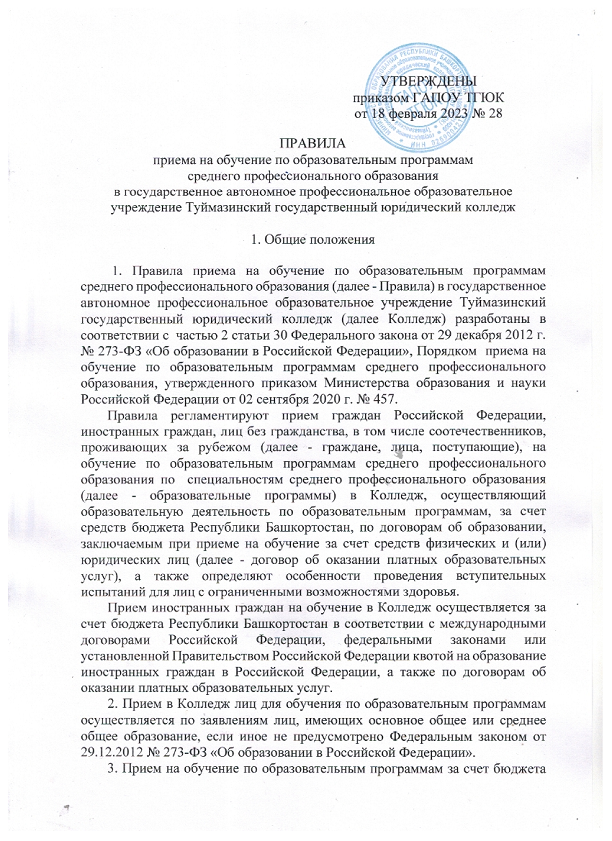 УТВЕРЖДЕНЫ
приказом ГАПОУ ТГЮК
от 18 февраля 2023 № 28
ПРАВИЛА
приема на обучение по образовательным программам
среднего профессионального образования
в государственное автономное профессиональное образовательное
учреждение Туймазинский государственный юридический колледж
1. Общие положения
1. Правила приема на обучение по образовательным программам
среднего профессионального образования (далее - Правила) в государственное
автономное профессиональное образовательное учреждение Туймазинский
государственный юридический колледж (далее Колледж) разработаны в
соответствии с частью 2 статьи 30 Федерального закона от 29 декабря 2012 г.
№ 273-ФЗ «Об образовании в Российской Федерации», Порядком приема на
обучение по образовательным программам среднего профессионального
образования, утвержденного приказом Министерства образования и науки
Российской Федерации от 02 сентября 2020 г. № 457.
Правила регламентируют прием граждан Российской Федерации,
иностранных граждан, лиц без гражданства, в том числе соотечественников,
проживающих за рубежом (далее - граждане, лица, поступающие), на
обучение по образовательным программам среднего профессионального
образования по специальностям среднего профессионального образования
(далее - образовательные программы) в Колледж, осуществляющий
образовательную деятельность по образовательным программам, за счет
средств бюджета Республики Башкортостан, по договорам об образовании,
заключаемым при приеме на обучение за счет средств физических и (или)
юридических лиц (далее - договор об оказании платных образовательных
услуг), а также определяют особенности проведения вступительных
испытаний для лиц с ограниченными возможностями здоровья.
Прием иностранных граждан на обучение в Колледж осуществляется за
счет бюджета Республики Башкортостан в соответствии с международными
договорами Российской Федерации, федеральными законами или
установленной Правительством Российской Федерации квотой на образование
иностранных граждан в Российской Федерации, а также по договорам об
оказании платных образовательных услуг.
2. Прием в Колледж лиц для обучения по образовательным программам
осуществляется по заявлениям лиц, имеющих основное общее или среднее
общее образование, если иное не предусмотрено Федеральным законом от
29.12.2012 № 273-ФЗ «Об образовании в Российской Федерации».
3. Прием на обучение по образовательным программам за счет бюджета